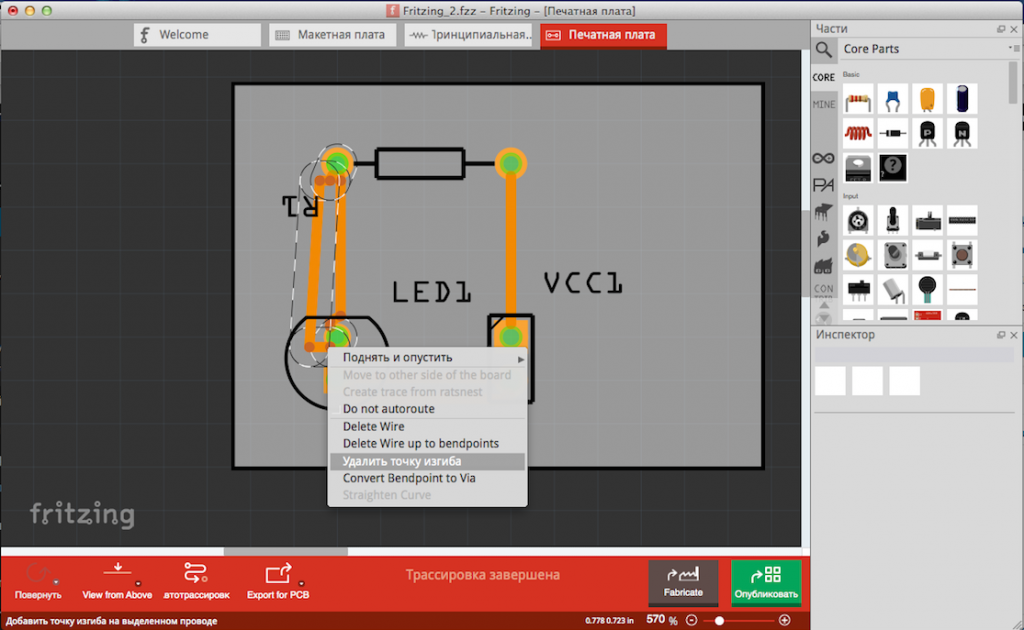 Fritzing_2.fzz – Fritzing – [Печатная плата]
Welcome
Макетная плата
Принципиальная..
Печатная плата
Части
Core Parts
CORE
Basic
MINE
Input
R1
LED1
VCC1
CON
Инспектор
Поднять и опустить
Move to other side of the board
Create trace from ratsnest
Do not autoroute
Delete Wire
Delete Wire up to bendpoints
Удалить точку изгиба
Convert Bendpoint to Via
Straighten Curve
fritzing
Повернуть
View from Above
втотрассировк
Export for PCB
Трассировка завершена
Fabricate
Опубликовать
Добавить точку изгиба на выделенном проводе
0.778 0.723 in
570 %